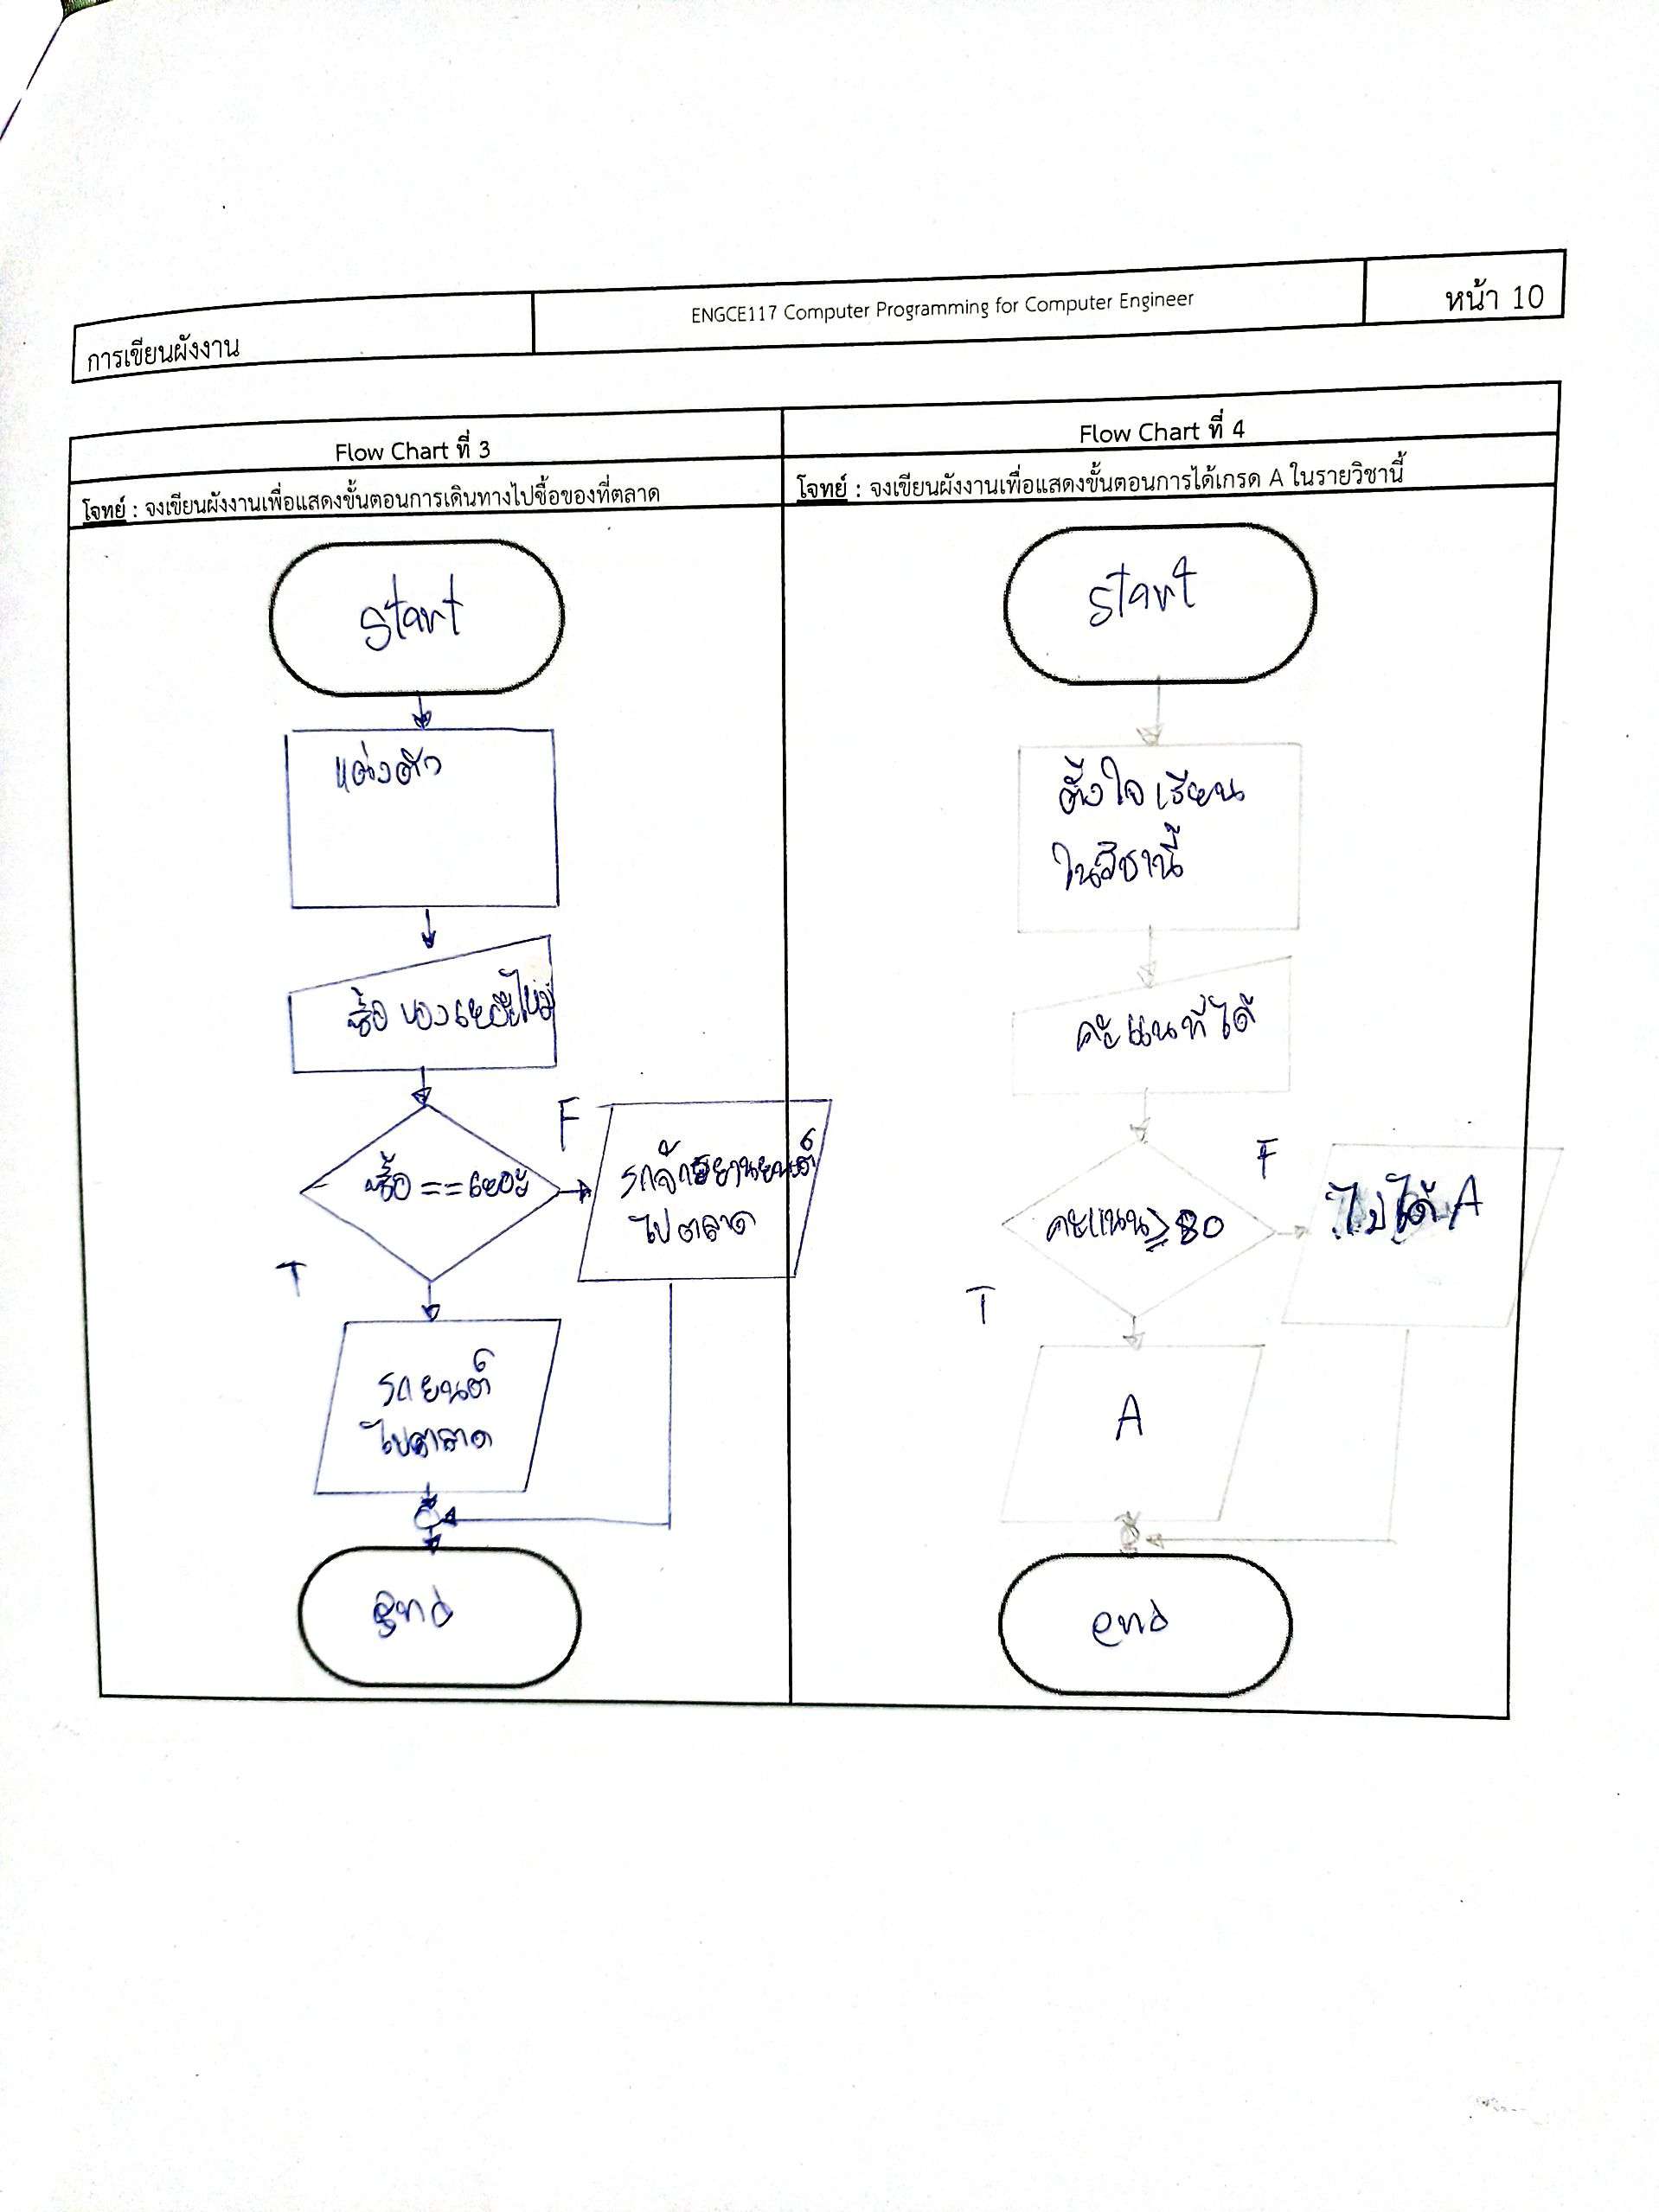 การเขียนผังงาน
ENGCE117 Computer Programming for Computer Engineer
หน้า 10
Flow Chart ที่ 3
โจทย์ : จงเขียนผังงานเพื่อแสดงขั้นตอนการเดินทางไปซื้อของที่ตลาด
start
แต่งตัว
ซื้อ ของเยอะไหม
ซื้อ == เยอะ
F
รถจักรยานยนต์
ไปตลาด
T
รถยนต์
ไปตลาด
end
Flow Chart ที่ 4
โจทย์ : จงเขียนผังงานเพื่อแสดงขั้นตอนการได้เกรด A ในรายวิชานี้
start
ตั้งใจ เรียน
ในวิชานี้
คะแนนที่ได้
คะแนน ≥ 80
F
ไม่ได้ A
T
A
end